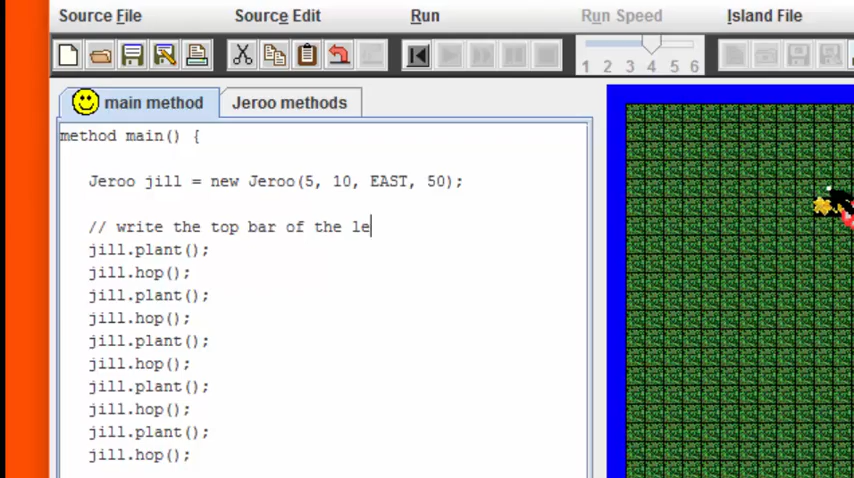 Source File Source Edit Run Run Speed Island File
1 2 3 4 5 6
main method Jeroo methods
method main() {
Jeroo jill = new Jeroo(5, 10, EAST, 50);
// write the top bar of the le
jill.plant();
jill.hop();
jill.plant();
jill.hop();
jill.plant();
jill.hop();
jill.plant();
jill.hop();
jill.plant();
jill.hop();